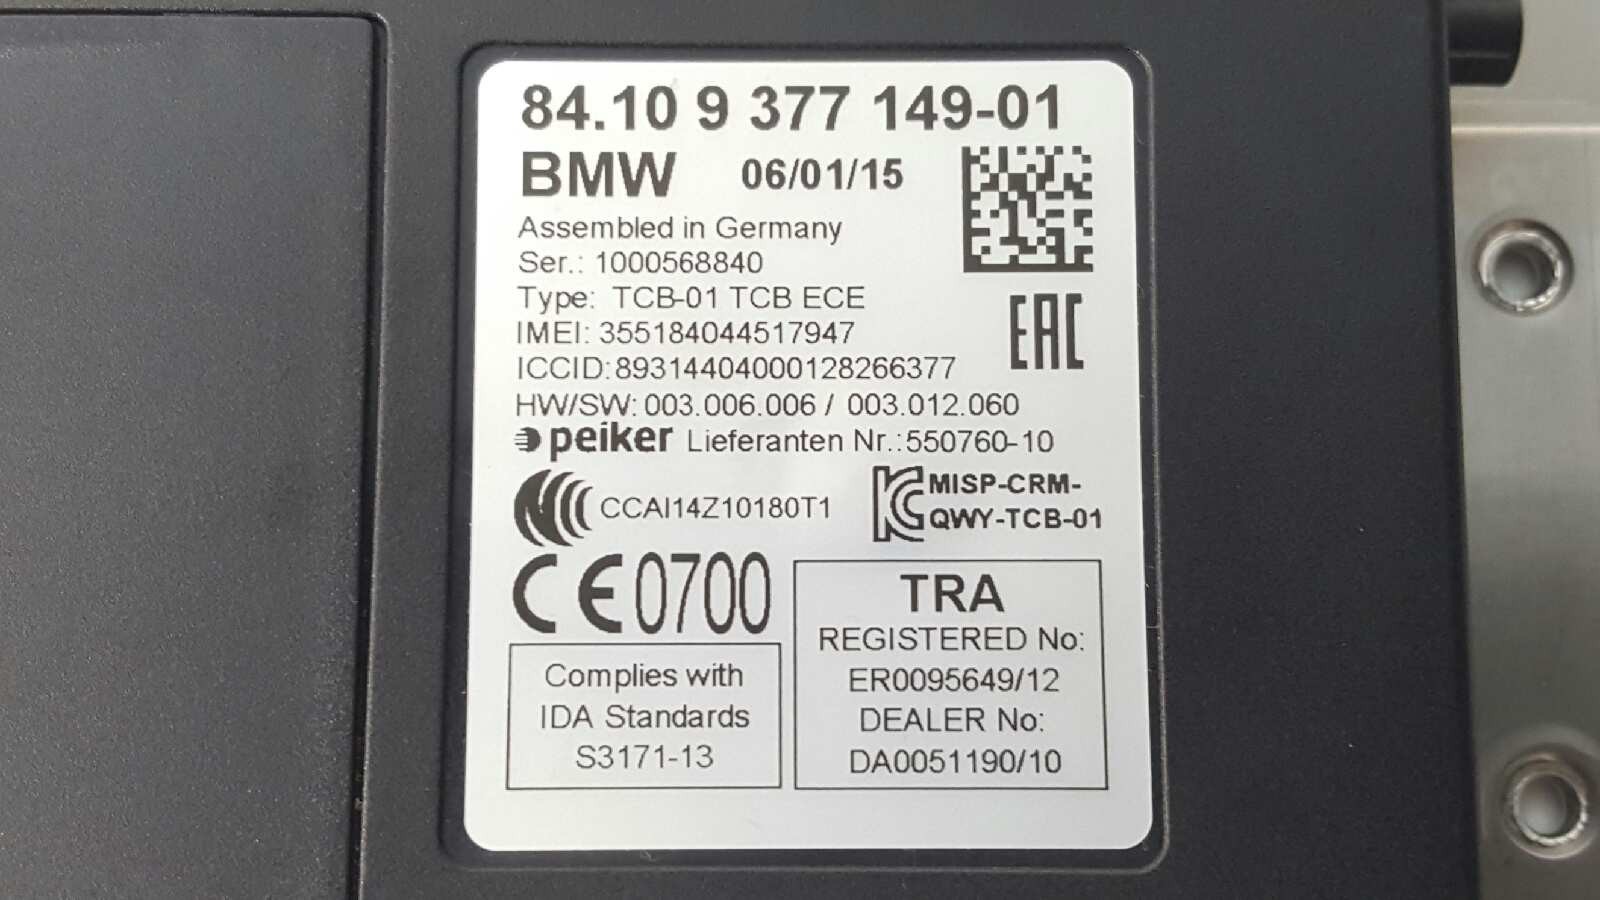 84.10 9 377 149-01
BMW 06/01/15
Assembled in Germany
Ser.: 1000568840
Type: TCB-01 TCB ECE
IMEI: 355184044517947
ICCID:89314404000128266377
HW/SW: 003.006.006 / 003.012.060
peiker Lieferanten Nr.:550760-10
CCAI14Z10180T1
MISP-CRM-
QWY-TCB-01
EAC
CE0700
Complies with
IDA Standards
S3171-13
TRA
REGISTERED No:
ER0095649/12
DEALER No:
DA0051190/10